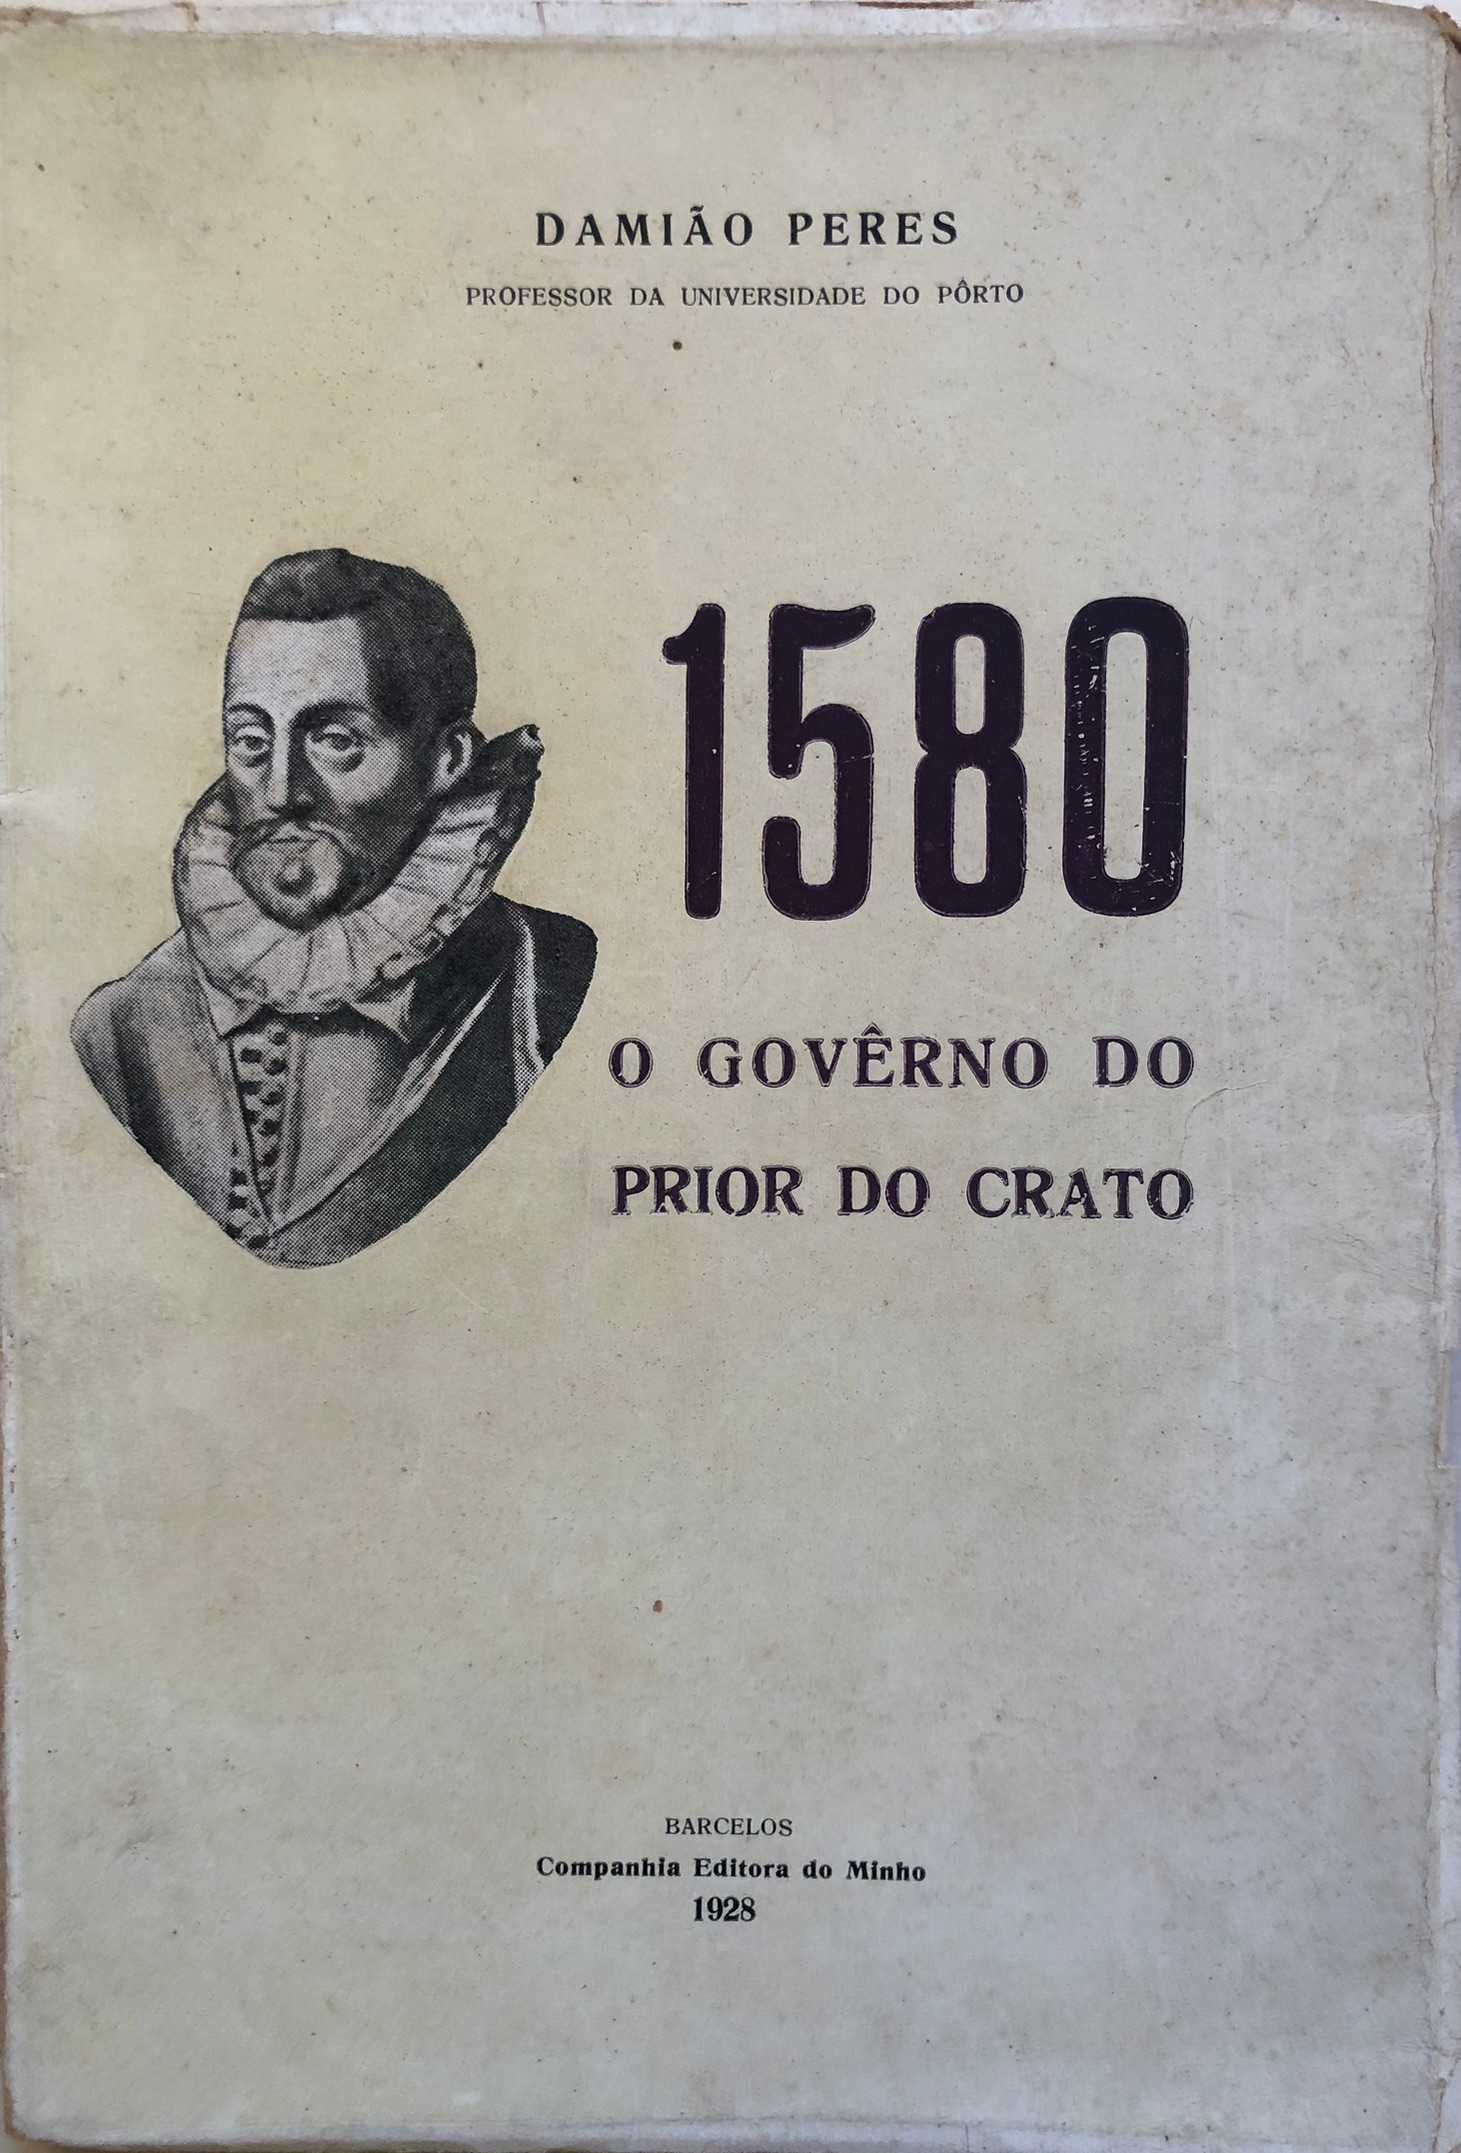 DAMIÃO PERES
PROFESSOR DA UNIVERSIDADE DO PÔRTO
1580
O GOVÊRNO DO
PRIOR DO CRATO
BARCELOS
Companhia Editora do Minho
1928